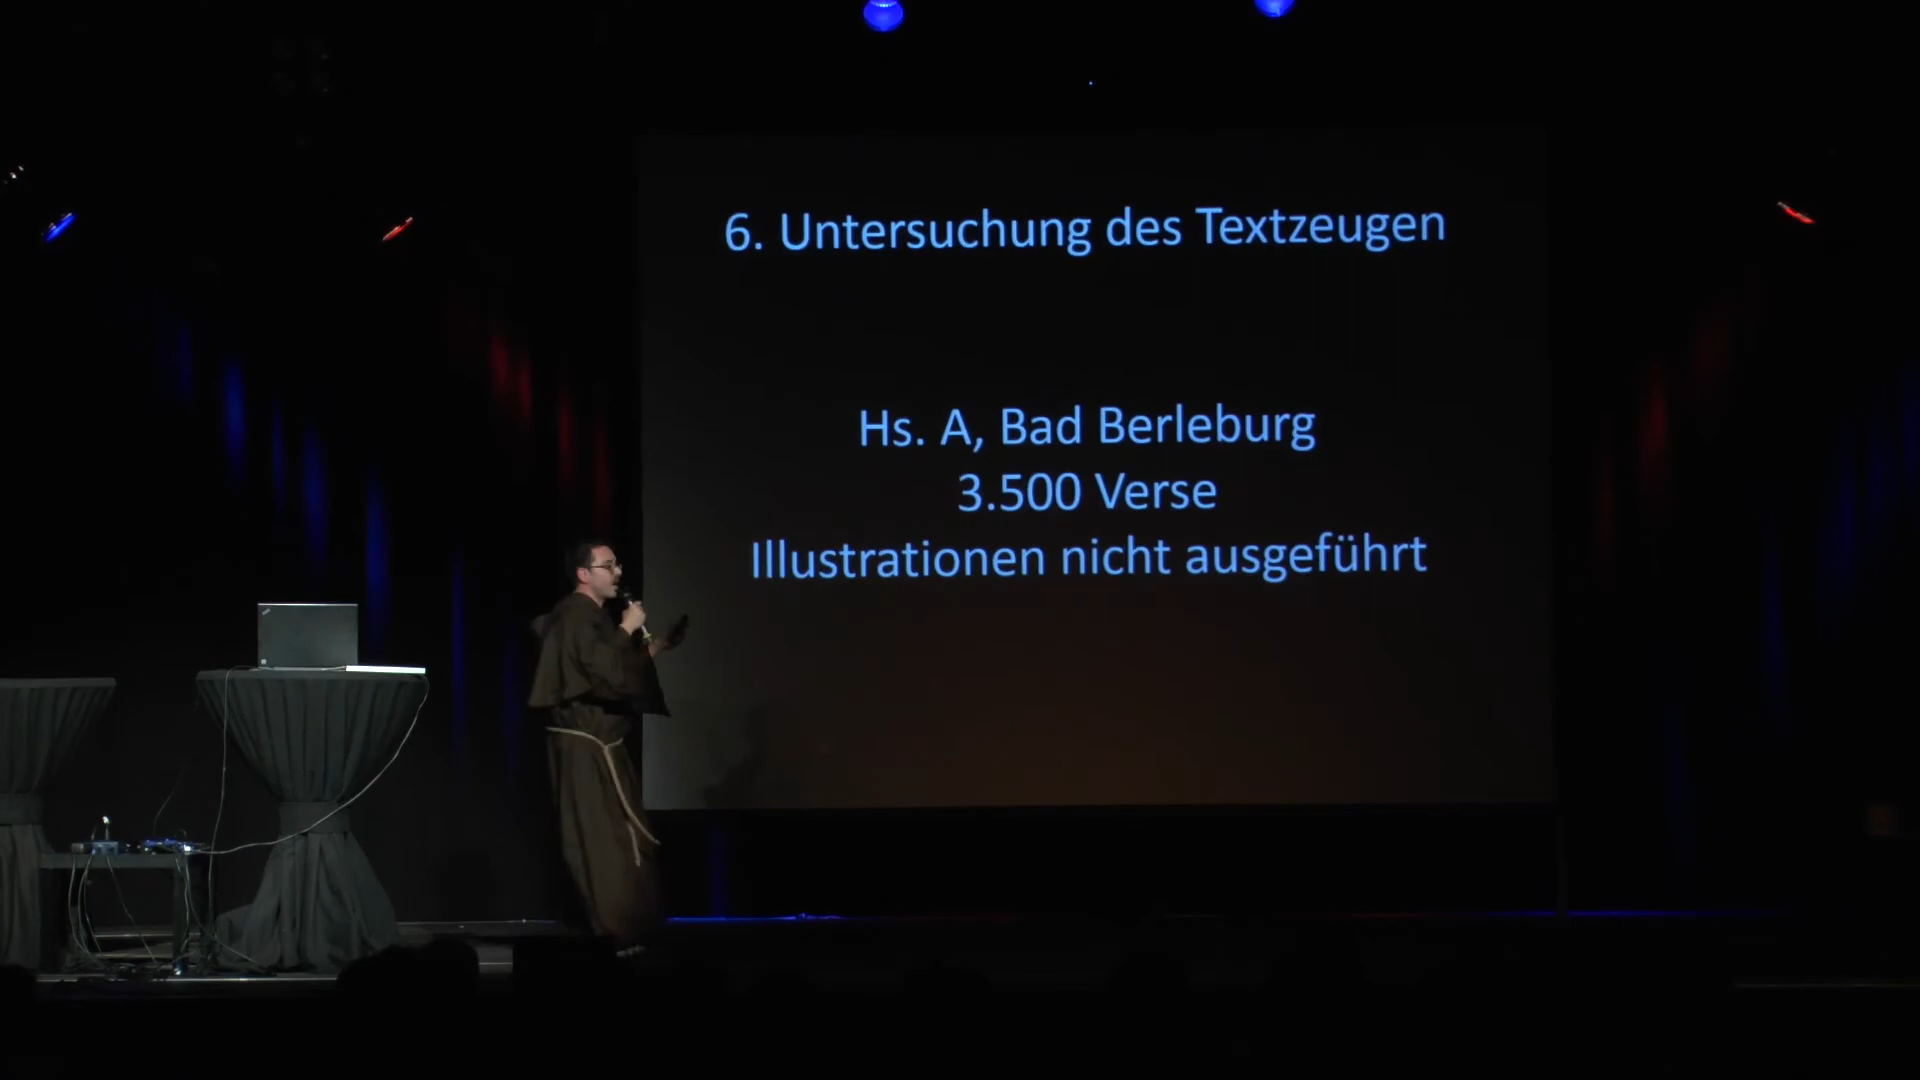 6. Untersuchung des Textzeugen
Hs. A, Bad Berleburg
3.500 Verse
Illustrationen nicht ausgeführt